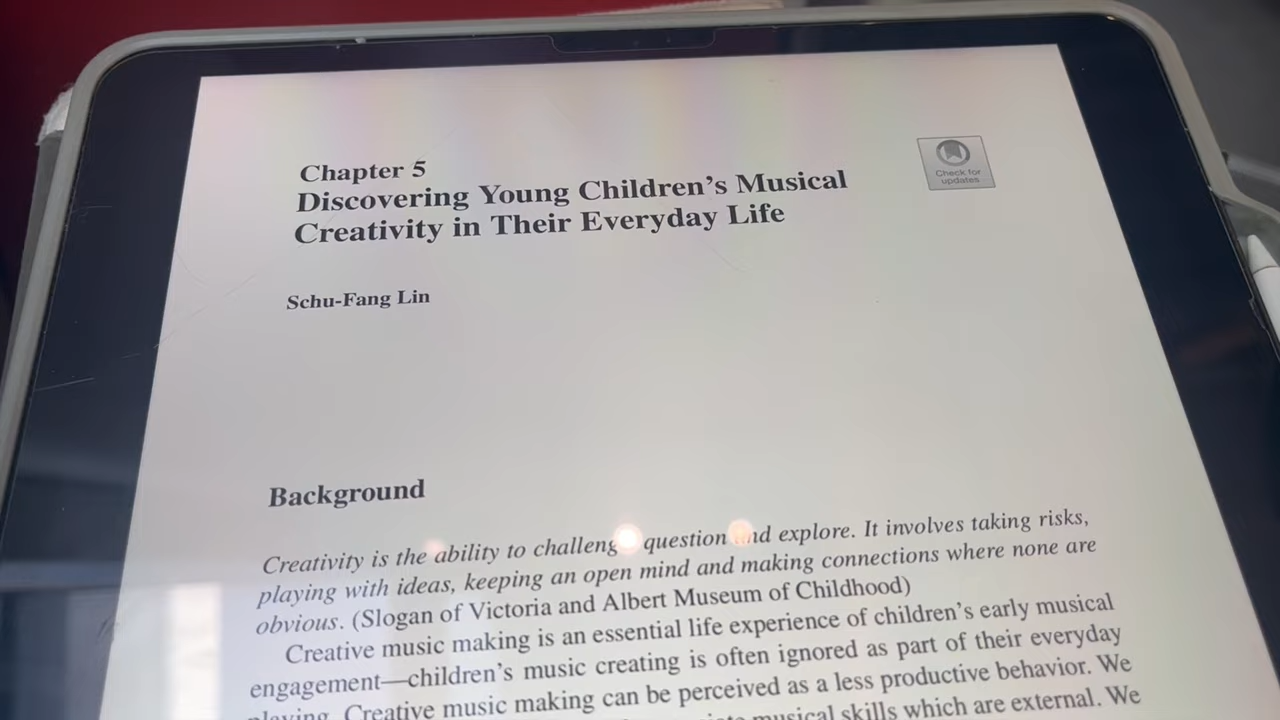 Chapter 5
Discovering Young Children's Musical
Creativity in Their Everyday Life
Check for
updates
Schu-Fang Lin
Background
Creativity is the ability to challeng question nd explore. It involves taking risks,
playing with ideas, keeping an open mind and making connections where none are
obvious. (Slogan of Victoria and Albert Museum of Childhood)
Creative music making is an essential life experience of children's early musical
engagement—children's music creating is often ignored as part of their everyday
playing. Creative music making can be perceived as a less productive behavior. We
musical skills which are external. We